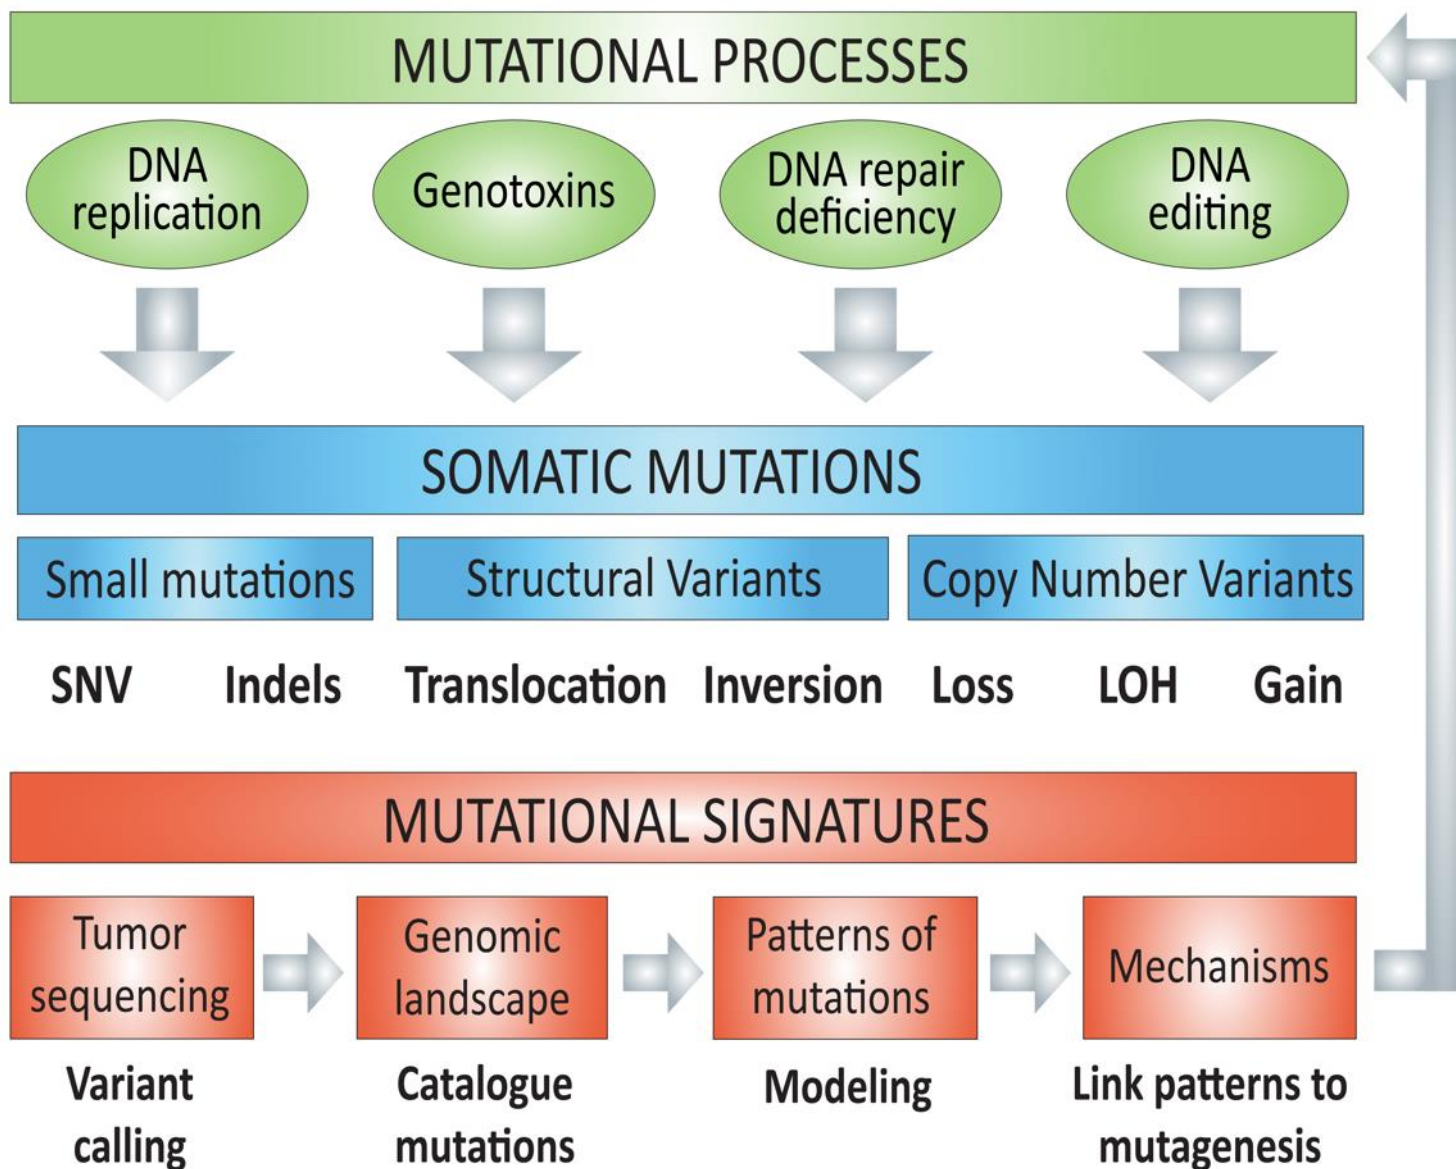 MUTATIONAL PROCESSES
DNA
replication
Genotoxins
DNA repair
deficiency
DNA
editing
SOMATIC MUTATIONS
Small mutations
Structural Variants
Copy Number Variants
SNV
Indels
Translocation
Inversion
Loss
LOH
Gain
MUTATIONAL SIGNATURES
Tumor
sequencing
Genomic
landscape
Patterns of
mutations
Mechanisms
Variant
calling
Catalogue
mutations
Modeling
Link patterns to
mutagenesis